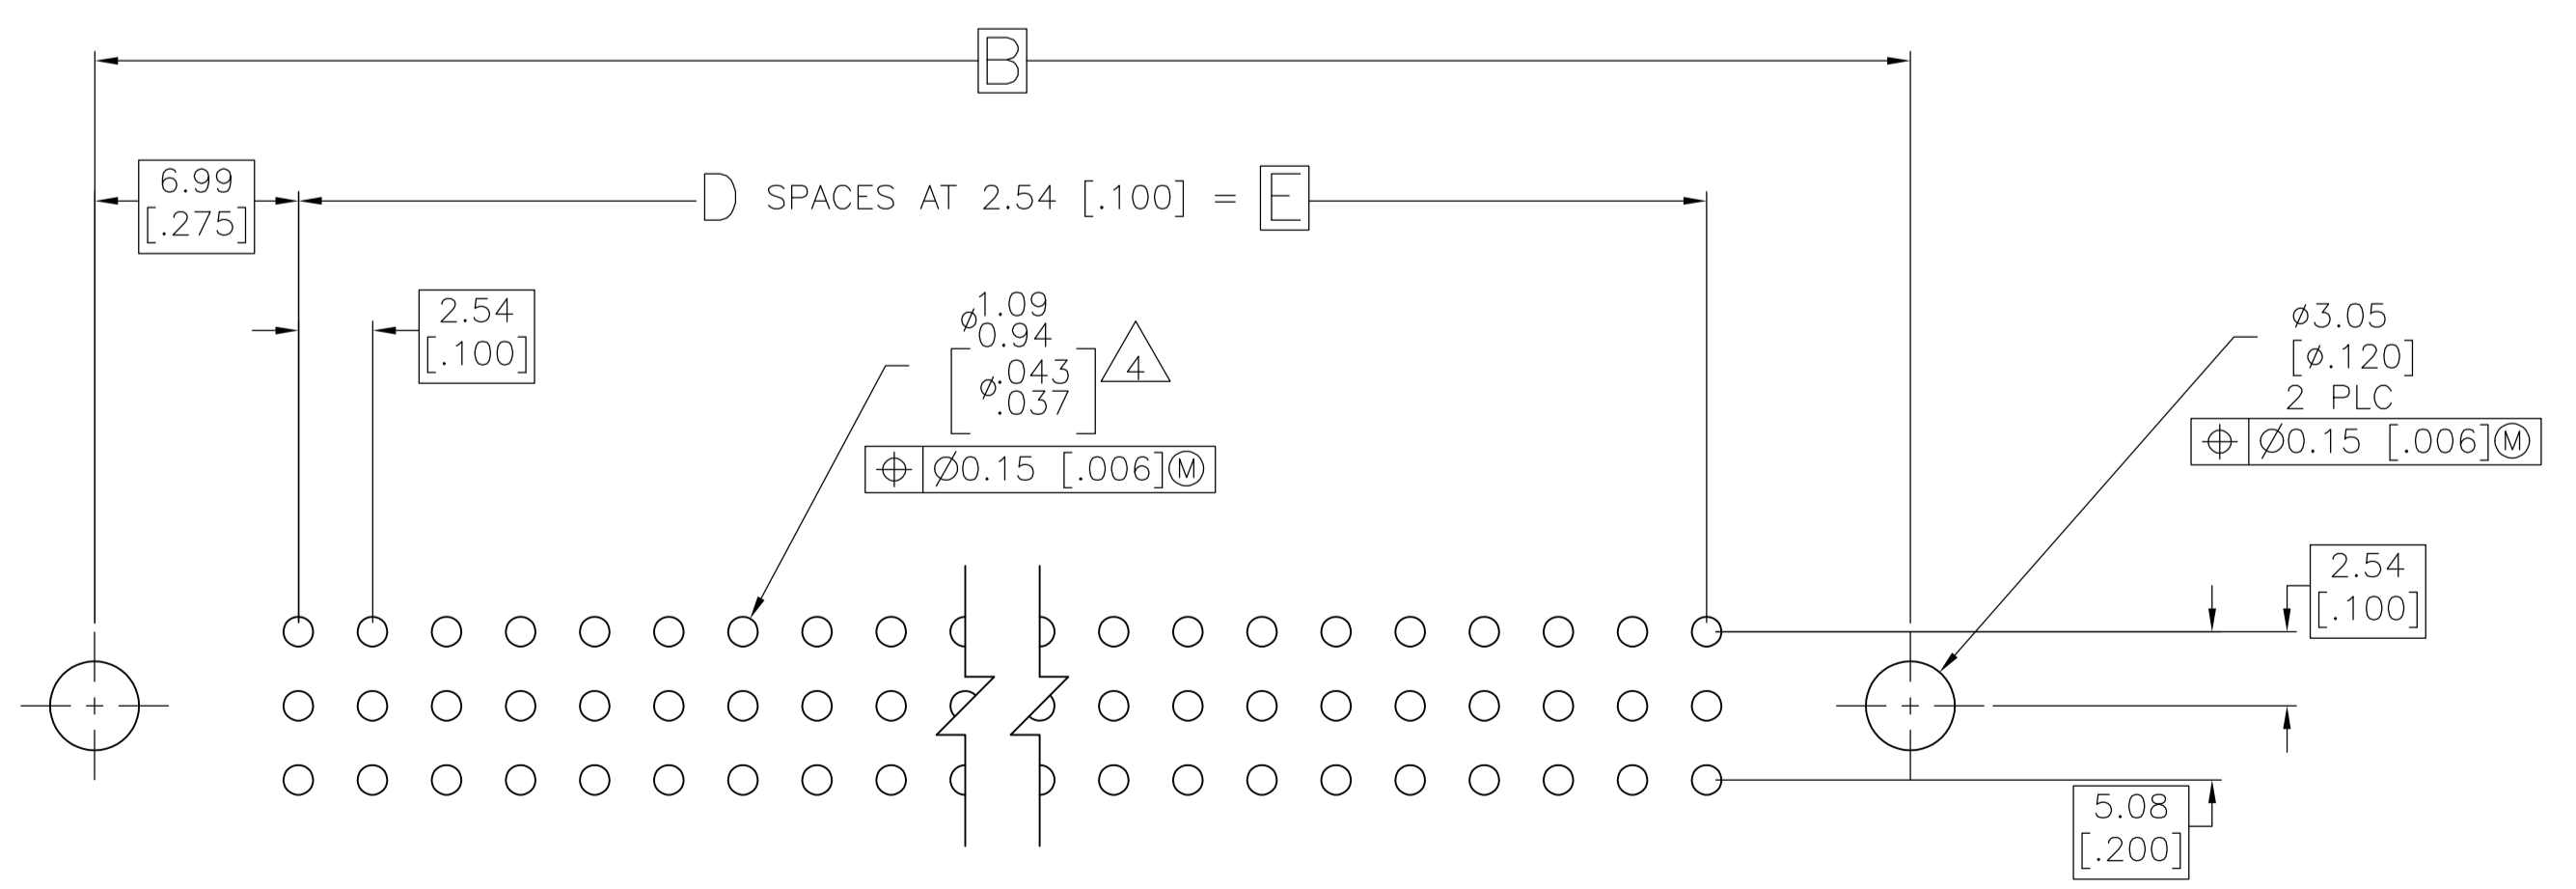 B
6.99
[.275]
D SPACES AT 2.54 [.100] = E
2.54
[.100]
ø1.09
0.94
[ø.043
.037]
4
⌖ Ø0.15 [.006]Ⓜ
ø3.05
[ø.120]
2 PLC
⌖ Ø0.15 [.006]Ⓜ
2.54
[.100]
5.08
[.200]